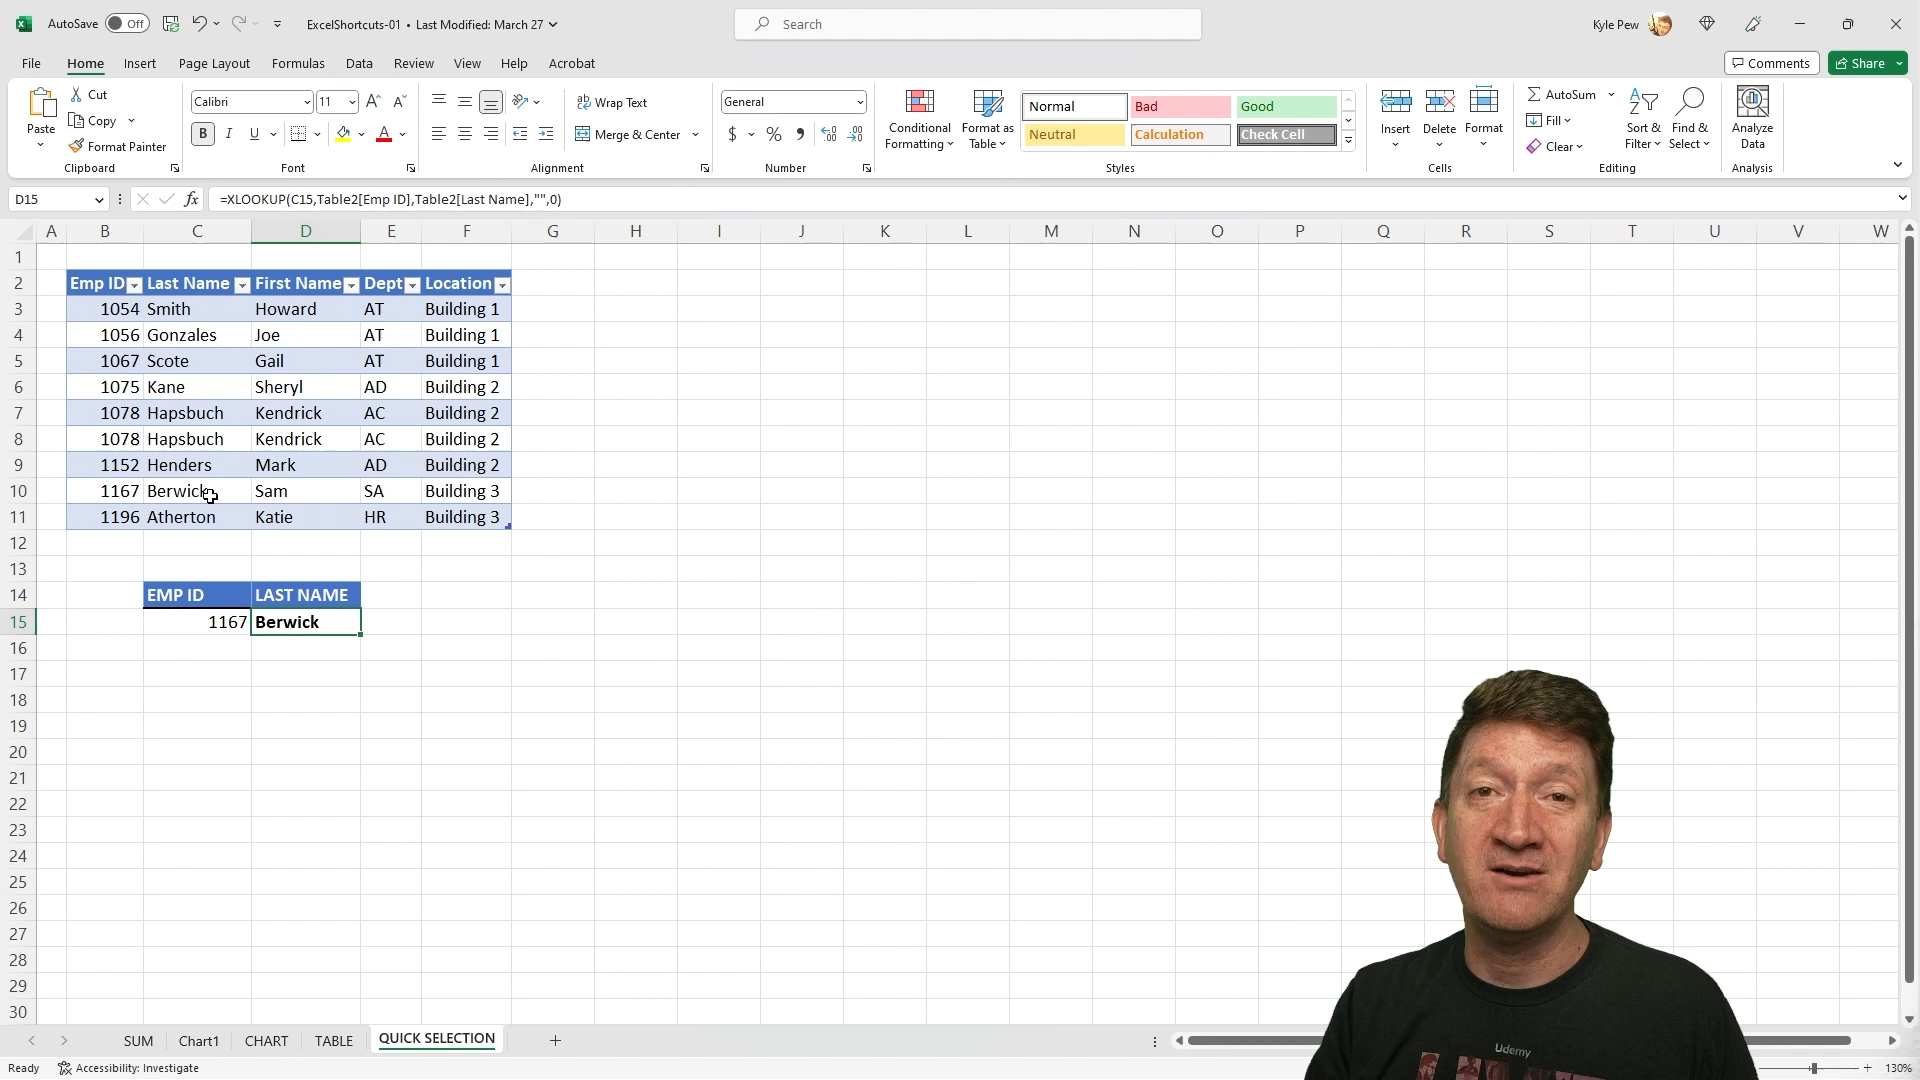 AutoSave Off ExcelShortcuts-01 • Last Modified: March 27 Search Kyle Pew
File Home Insert Page Layout Formulas Data Review View Help Acrobat Comments Share
Paste Cut Copy Format Painter Clipboard
Calibri 11 B I U A Font
Wrap Text Merge & Center Alignment
General $ % Number
Conditional Formatting Format as Table Normal Bad Good Neutral Calculation Check Cell Styles
Insert Delete Format Cells
AutoSum Fill Clear Sort & Filter Find & Select Editing
Analyze Data Analysis
D15 fx =XLOOKUP(C15,Table2[Emp ID],Table2[Last Name],"",0)
A B C D E F G H I J K L M N O P Q R S T U V W
1
2 Emp ID Last Name First Name Dept Location
3 1054 Smith Howard AT Building 1
4 1056 Gonzales Joe AT Building 1
5 1067 Scote Gail AT Building 1
6 1075 Kane Sheryl AD Building 2
7 1078 Hapsbuch Kendrick AC Building 2
8 1078 Hapsbuch Kendrick AC Building 2
9 1152 Henders Mark AD Building 2
10 1167 Berwick Sam SA Building 3
11 1196 Atherton Katie HR Building 3
12
13
14 EMP ID LAST NAME
15 1167 Berwick
16
17
18
19
20
21
22
23
24
25
26
27
28
29
30
SUM Chart1 CHART TABLE QUICK SELECTION
Udemy
Ready Accessibility: Investigate 130%